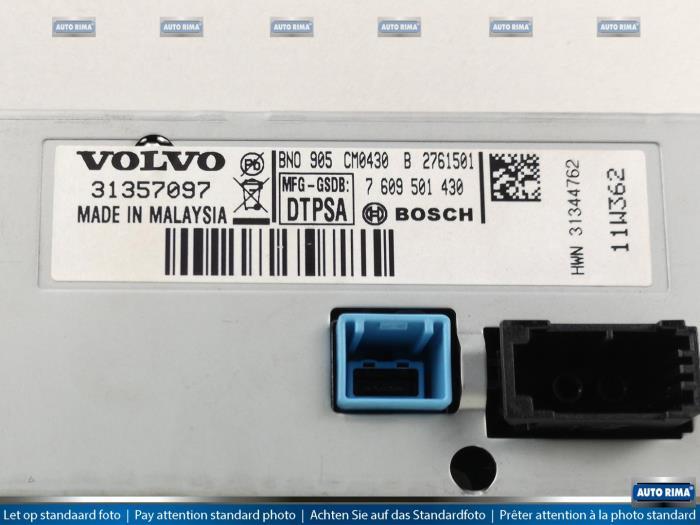 AUTO RIMA AUTO RIMA AUTO RIMA AUTO RIMA AUTO RIMA AUTO RIMA
VOLVO
31357097
MADE IN MALAYSIA
Pb
BNO 905 CM0430 B 2761501
MFG-GSDB:
DTPSA
7 609 501 430
BOSCH
HWN 31344762
11W362
AUTO RIMA
Let op standaard foto | Pay attention standard photo | Achten Sie auf das Standardfoto | Prêter attention à la photo standard